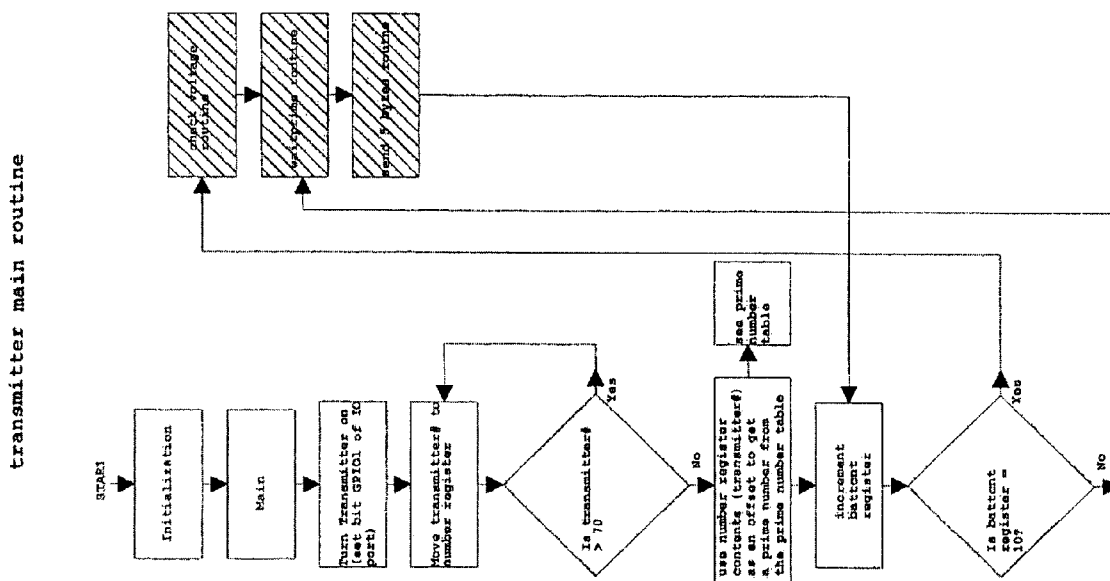 transmitter main routine
START
Initialization
Main
Turn Transmitter on
(set bit GPIO1 of IO
port)
Move transmitter# to
number register
Is transmitter#
> 70
Yes
No
use number register
contents (transmitter#)
as an offset to get
a prime number from
the prime number table
see prime
number
table
increment
battcnt
register
Is battcnt
register =
10?
Yes
No
check voltage
routine
waitprime routine
send 5 bytes routine